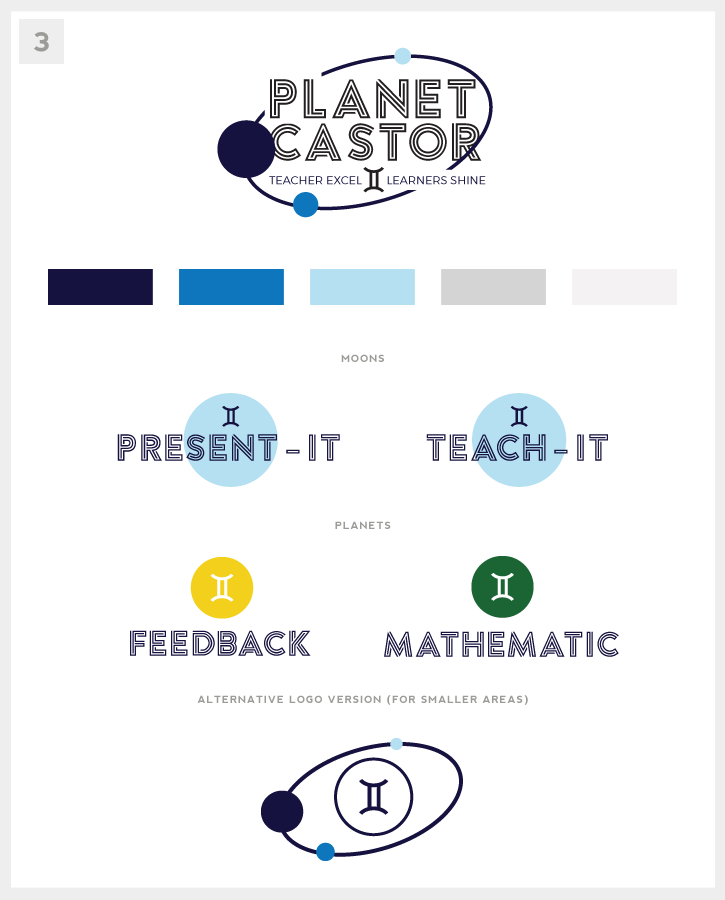 3
PLANET
CASTOR
TEACHER EXCEL LEARNERS SHINE
MOONS
PRESENT-IT
TEACH-IT
PLANETS
FEEDBACK
MATHEMATIC
ALTERNATIVE LOGO VERSION (FOR SMALLER AREAS)